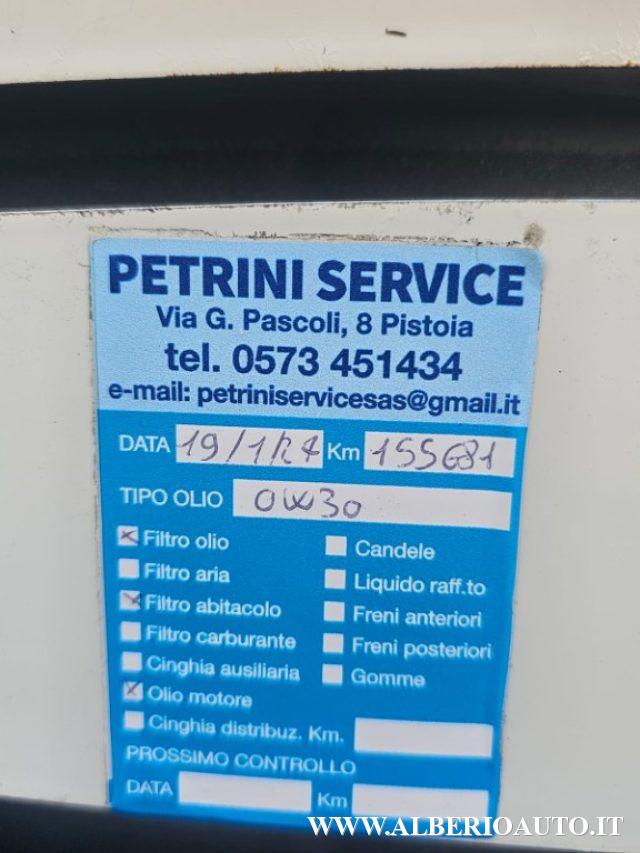 PETRINI SERVICE
Via G. Pascoli, 8 Pistoia
tel. 0573 451434
e-mail: petriniservicesas@gmail.it
DATA 19/1/24 Km 155681
TIPO OLIO 0W30
Filtro olio
Filtro aria
Filtro abitacolo
Filtro carburante
Cinghia ausiliaria
Olio motore
Cinghia distribuz. Km.
Candele
Liquido raff.to
Freni anteriori
Freni posteriori
Gomme
PROSSIMO CONTROLLO
DATA Km
WWW.ALBERIOAUTO.IT